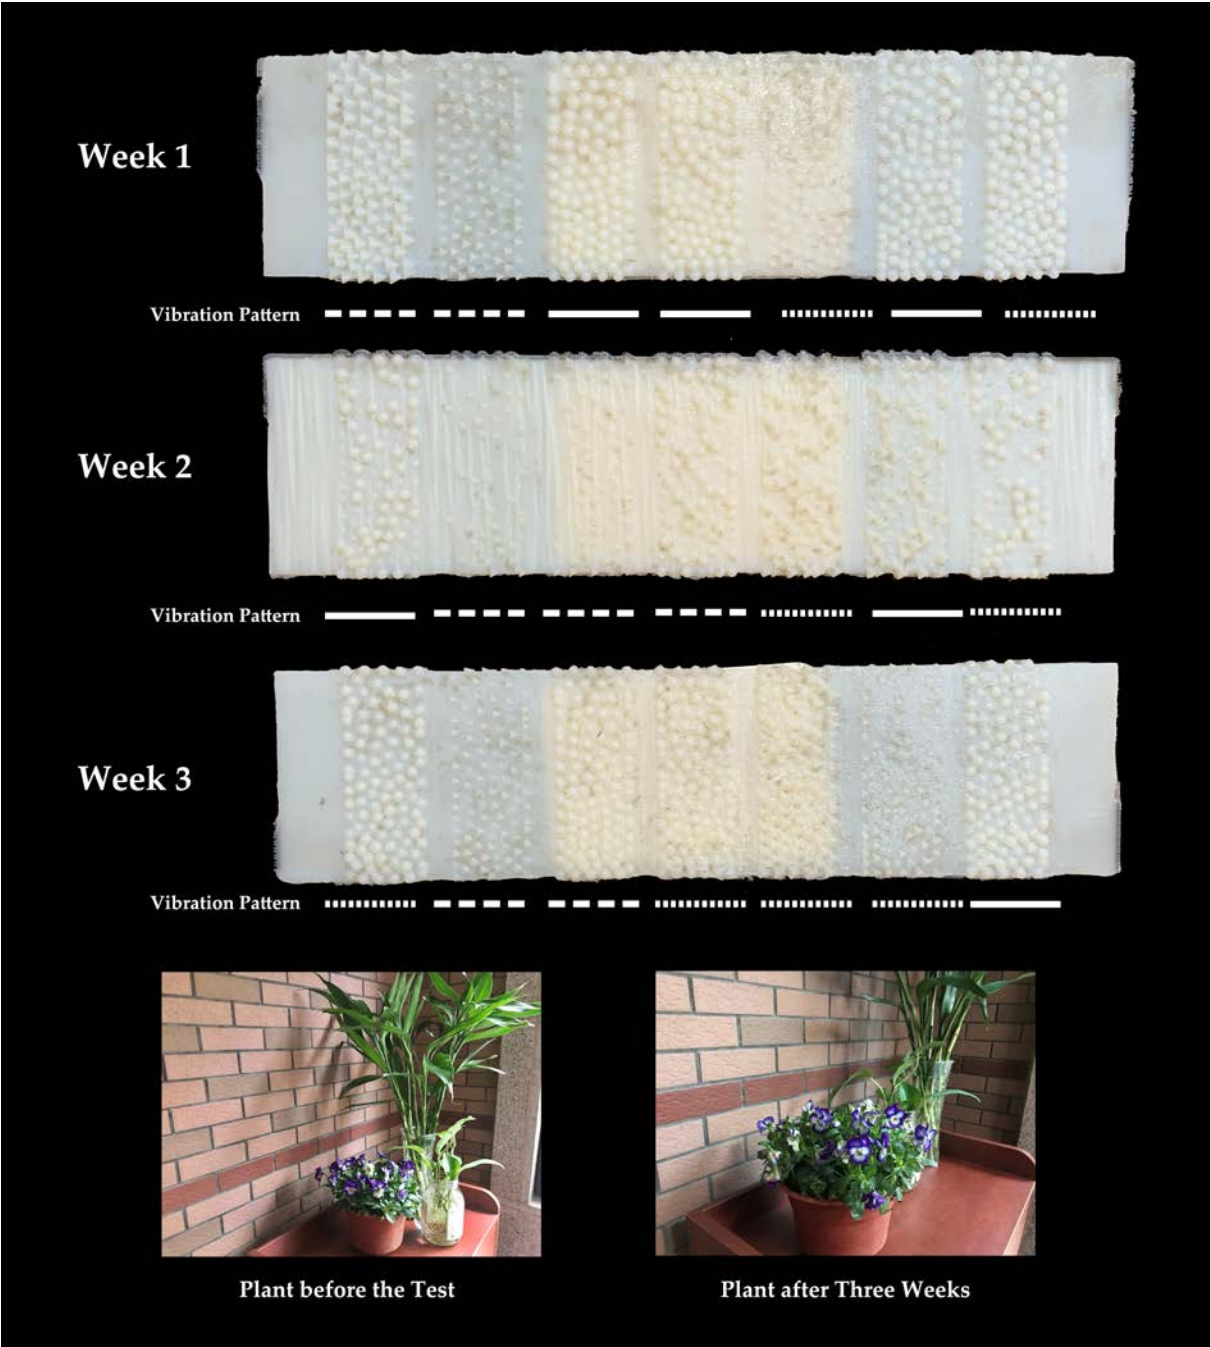 Week 1
Vibration Pattern
Week 2
Vibration Pattern
Week 3
Vibration Pattern
Plant before the Test
Plant after Three Weeks